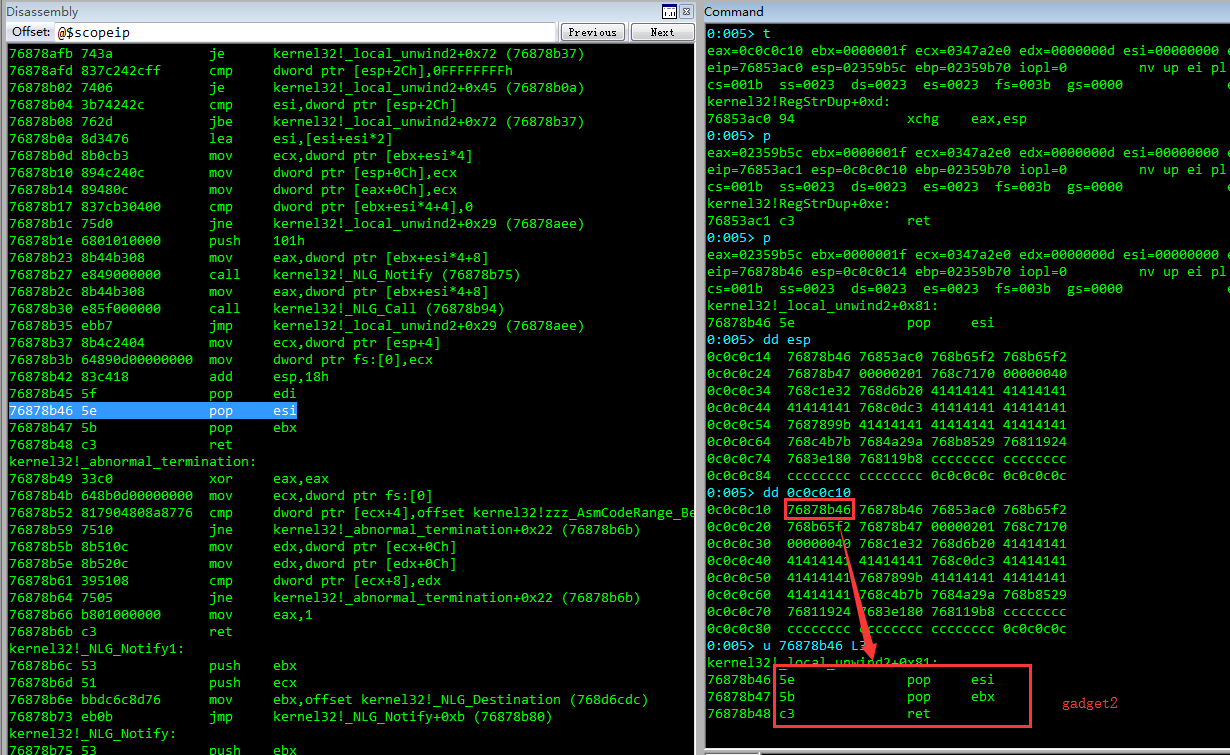 Disassembly
Offset: @$scopeip
Previous
Next
76878afb 743a je kernel32!_local_unwind2+0x72 (76878b37)
76878afd 837c242cff cmp dword ptr [esp+2Ch],0FFFFFFFFh
76878b02 7406 je kernel32!_local_unwind2+0x45 (76878b0a)
76878b04 3b74242c cmp esi,dword ptr [esp+2Ch]
76878b08 762d jbe kernel32!_local_unwind2+0x72 (76878b37)
76878b0a 8d3476 lea esi,[esi+esi*2]
76878b0d 8b0cb3 mov ecx,dword ptr [ebx+esi*4]
76878b10 894c240c mov dword ptr [esp+0Ch],ecx
76878b14 89480c mov dword ptr [eax+0Ch],ecx
76878b17 837cb30400 cmp dword ptr [ebx+esi*4+4],0
76878b1c 75d0 jne kernel32!_local_unwind2+0x29 (76878aee)
76878b1e 6801010000 push 101h
76878b23 8b44b308 mov eax,dword ptr [ebx+esi*4+8]
76878b27 e849000000 call kernel32!_NLG_Notify (76878b75)
76878b2c 8b44b308 mov eax,dword ptr [ebx+esi*4+8]
76878b30 e85f000000 call kernel32!_NLG_Call (76878b94)
76878b35 ebb7 jmp kernel32!_local_unwind2+0x29 (76878aee)
76878b37 8b4c2404 mov ecx,dword ptr [esp+4]
76878b3b 64890d00000000 mov dword ptr fs:[0],ecx
76878b42 83c418 add esp,18h
76878b45 5f pop edi
76878b46 5e pop esi
76878b47 5b pop ebx
76878b48 c3 ret
kernel32!_abnormal_termination:
76878b49 33c0 xor eax,eax
76878b4b 648b0d00000000 mov ecx,dword ptr fs:[0]
76878b52 817904808a8776 cmp dword ptr [ecx+4],offset kernel32!zzz_AsmCodeRange_Be
76878b59 7510 jne kernel32!_abnormal_termination+0x22 (76878b6b)
76878b5b 8b510c mov edx,dword ptr [ecx+0Ch]
76878b5e 8b520c mov edx,dword ptr [edx+0Ch]
76878b61 395108 cmp dword ptr [ecx+8],edx
76878b64 7505 jne kernel32!_abnormal_termination+0x22 (76878b6b)
76878b66 b801000000 mov eax,1
76878b6b c3 ret
kernel32!_NLG_Notify1:
76878b6c 53 push ebx
76878b6d 51 push ecx
76878b6e bbdc6c8d76 mov ebx,offset kernel32!_NLG_Destination (768d6cdc)
76878b73 eb0b jmp kernel32!_NLG_Notify+0xb (76878b80)
kernel32!_NLG_Notify:
76878b75 53 push ebx
Command
0:005> t
eax=0c0c0c10 ebx=0000001f ecx=0347a2e0 edx=0000000d esi=00000000 e
eip=76853ac0 esp=02359b5c ebp=02359b70 iopl=0 nv up ei pl
cs=001b ss=0023 ds=0023 es=0023 fs=003b gs=0000 e
kernel32!RegStrDup+0xd:
76853ac0 94 xchg eax,esp
0:005> p
eax=02359b5c ebx=0000001f ecx=0347a2e0 edx=0000000d esi=00000000 e
eip=76853ac1 esp=0c0c0c10 ebp=02359b70 iopl=0 nv up ei pl
cs=001b ss=0023 ds=0023 es=0023 fs=003b gs=0000 e
kernel32!RegStrDup+0xe:
76853ac1 c3 ret
0:005> p
eax=02359b5c ebx=0000001f ecx=0347a2e0 edx=0000000d esi=00000000 e
eip=76878b46 esp=0c0c0c14 ebp=02359b70 iopl=0 nv up ei pl
cs=001b ss=0023 ds=0023 es=0023 fs=003b gs=0000 e
kernel32!_local_unwind2+0x81:
76878b46 5e pop esi
0:005> dd esp
0c0c0c14 76878b46 76853ac0 768b65f2 768b65f2
0c0c0c24 76878b47 00000201 768c7170 00000040
0c0c0c34 768c1e32 768d6b20 41414141 41414141
0c0c0c44 41414141 768c0dc3 41414141 41414141
0c0c0c54 7687899b 41414141 41414141 41414141
0c0c0c64 768c4b7b 7684a29a 768b8529 76811924
0c0c0c74 7683e180 768119b8 cccccccc cccccccc
0c0c0c84 cccccccc cccccccc 0c0c0c0c 0c0c0c0c
0:005> dd 0c0c0c10
0c0c0c10 76878b46 76878b46 76853ac0 768b65f2
0c0c0c20 768b65f2 76878b47 00000201 768c7170
0c0c0c30 00000040 768c1e32 768d6b20 41414141
0c0c0c40 41414141 41414141 768c0dc3 41414141
0c0c0c50 41414141 7687899b 41414141 41414141
0c0c0c60 41414141 768c4b7b 7684a29a 768b8529
0c0c0c70 76811924 7683e180 768119b8 cccccccc
0c0c0c80 cccccccc cccccccc cccccccc 0c0c0c0c
0:005> u 76878b46 L3
kernel32!_local_unwind2+0x81:
76878b46 5e pop esi
76878b47 5b pop ebx
76878b48 c3 ret
gadget2